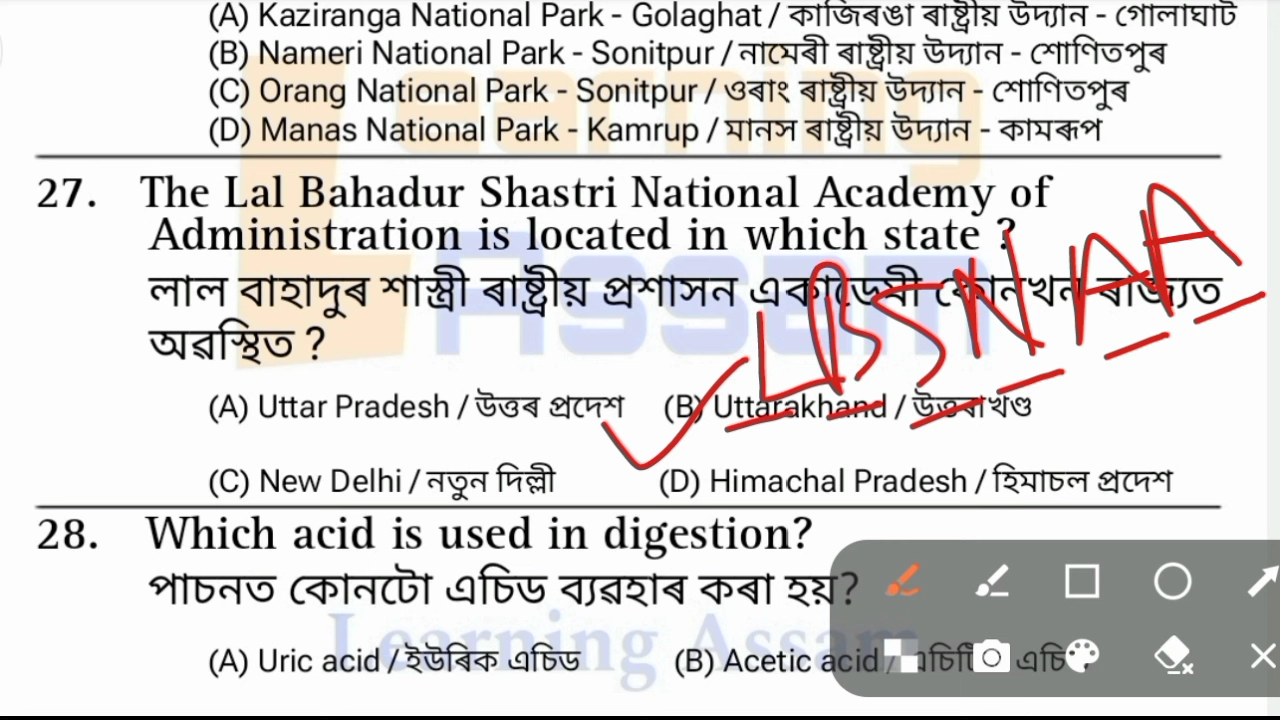 (A) Kaziranga National Park - Golaghat / কাজিৰঙা ৰাষ্ট্ৰীয় উদ্যান - গোলাঘাট
(B) Nameri National Park - Sonitpur / নামেৰী ৰাষ্ট্ৰীয় উদ্যান - শোণিতপুৰ
(C) Orang National Park - Sonitpur / ওৰাং ৰাষ্ট্ৰীয় উদ্যান - শোণিতপুৰ
(D) Manas National Park - Kamrup / মানস ৰাষ্ট্ৰীয় উদ্যান - কামৰূপ
27. The Lal Bahadur Shastri National Academy of
Administration is located in which state ?
লাল বাহাদুৰ শাস্ত্ৰী ৰাষ্ট্ৰীয় প্ৰশাসন একাডেমী কোনখন ৰাজ্যত
অৱস্থিত ?
LBSNAA
(A) Uttar Pradesh / উত্তৰ প্ৰদেশ (B) Uttarakhand / উত্তৰাখণ্ড
(C) New Delhi / নতুন দিল্লী (D) Himachal Pradesh / হিমাচল প্ৰদেশ
28. Which acid is used in digestion?
পাচনত কোনটো এচিড ব্যৱহাৰ কৰা হয়?
(A) Uric acid / ইউৰিক এচিড (B) Acetic acid /
Learning Assam
Learning Assam